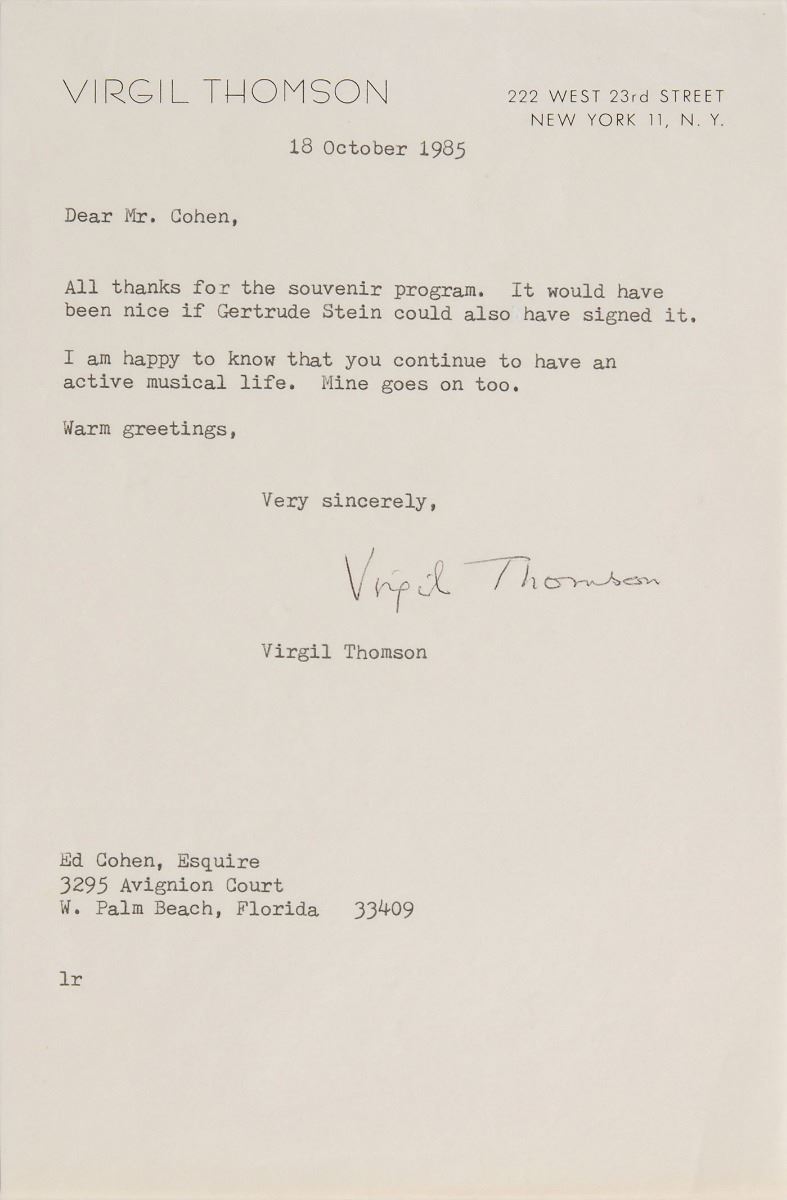 VIRGIL THOMSON
222 WEST 23rd STREET
NEW YORK 11, N. Y.
18 October 1985
Dear Mr. Cohen,
All thanks for the souvenir program. It would have
been nice if Gertrude Stein could also have signed it.
I am happy to know that you continue to have an
active musical life. Mine goes on too.
Warm greetings,
Very sincerely,
Virgil Thomson
Virgil Thomson
Ed Cohen, Esquire
3295 Avignion Court
W. Palm Beach, Florida 33409
lr